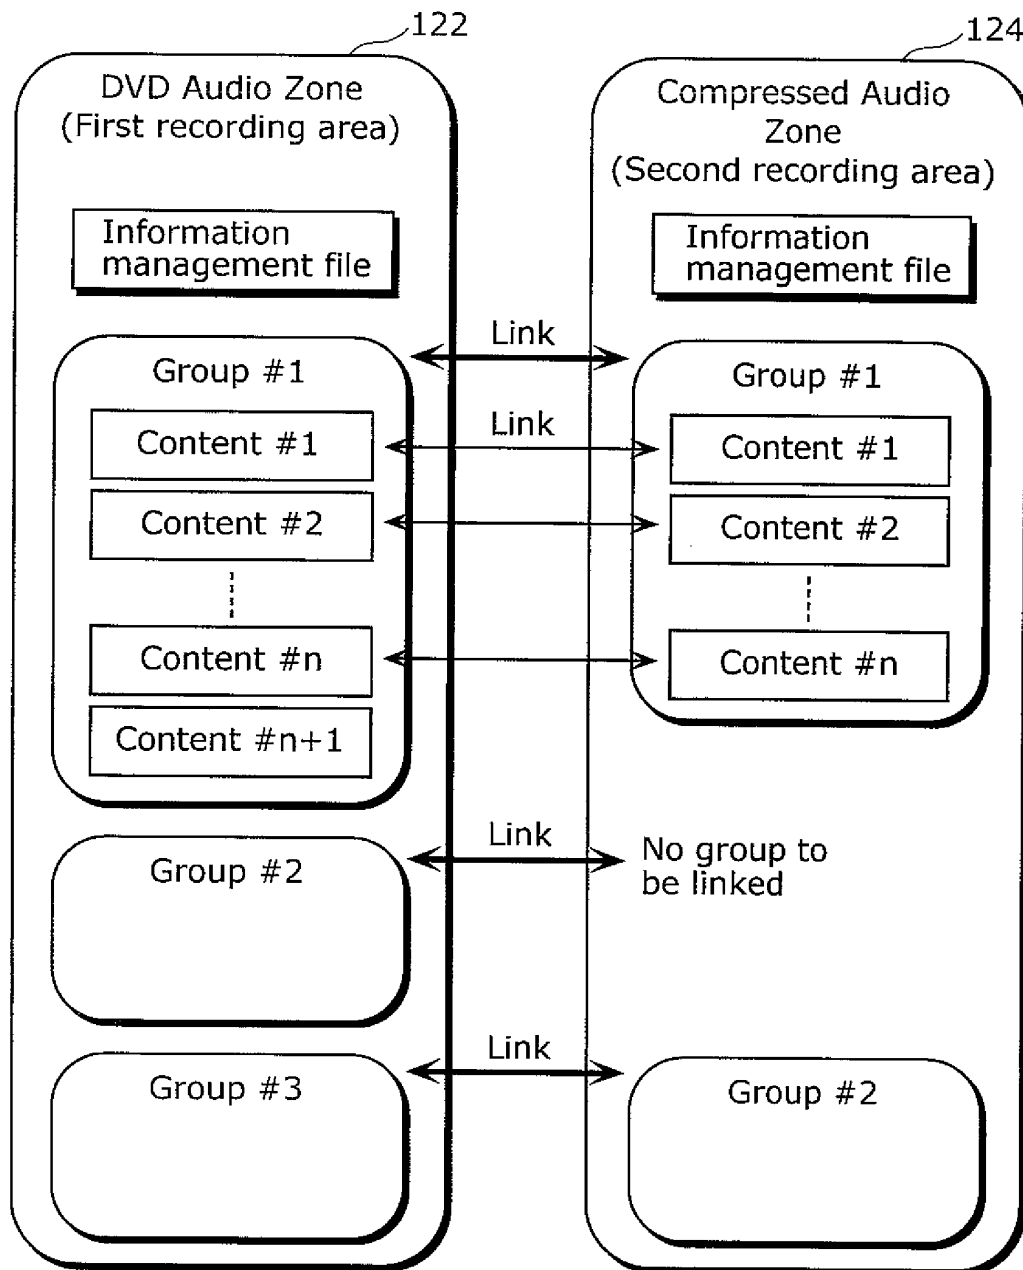 122
DVD Audio Zone
(First recording area)
Information
management file
Group #1
Content #1
Content #2
Content #n
Content #n+1
Group #2
Group #3
Link
Link
Link
Link
124
Compressed Audio
Zone
(Second recording area)
Information
management file
Group #1
Content #1
Content #2
Content #n
No group to
be linked
Group #2